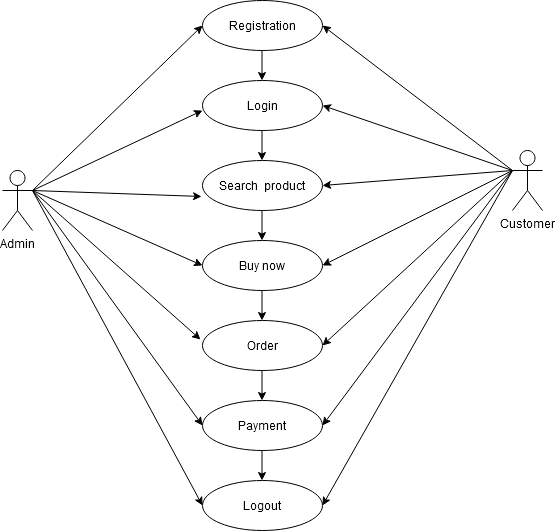 Registration
Login
Search product
Buy now
Order
Payment
Logout
Admin
Customer